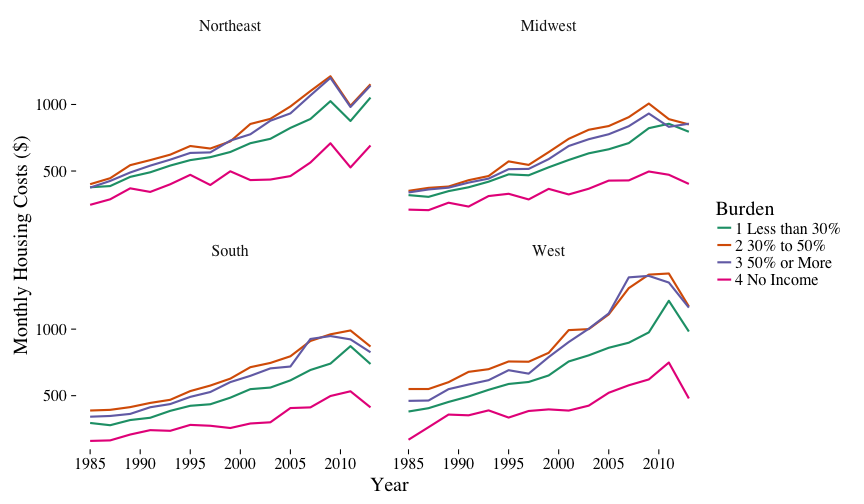 Northeast
Midwest
1000
500
Monthly Housing Costs ($)
South
West
1000
500
1985
1990
1995
2000
2005
2010
1985
1990
1995
2000
2005
2010
Year
Burden
1 Less than 30%
2 30% to 50%
3 50% or More
4 No Income